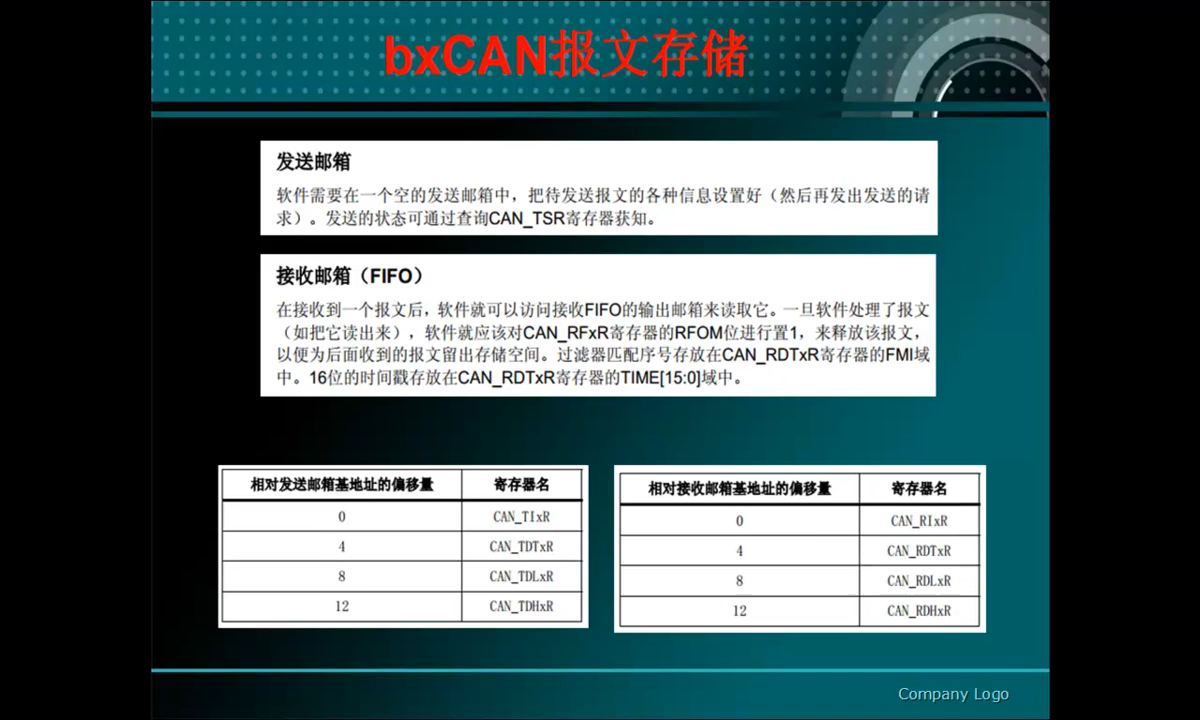 bxCAN报文存储
发送邮箱
软件需要在一个空的发送邮箱中，把待发送报文的各种信息设置好（然后再发出发送的请
求）。发送的状态可通过查询CAN_TSR寄存器获知。
接收邮箱（FIFO）
在接收到一个报文后，软件就可以访问接收FIFO的输出邮箱来读取它。一旦软件处理了报文
（如把它读出来），软件就应该对CAN_RFxR寄存器的RFOM位进行置1，来释放该报文，
以便为后面收到的报文留出存储空间。过滤器匹配序号存放在CAN_RDTxR寄存器的FMI域
中。16位的时间戳存放在CAN_RDTxR寄存器的TIME[15:0]域中。
相对发送邮箱基地址的偏移量 寄存器名
0 CAN_TIxR
4 CAN_TDTxR
8 CAN_TDLxR
12 CAN_TDHxR
相对接收邮箱基地址的偏移量 寄存器名
0 CAN_RIxR
4 CAN_RDTxR
8 CAN_RDLxR
12 CAN_RDHxR
Company Logo